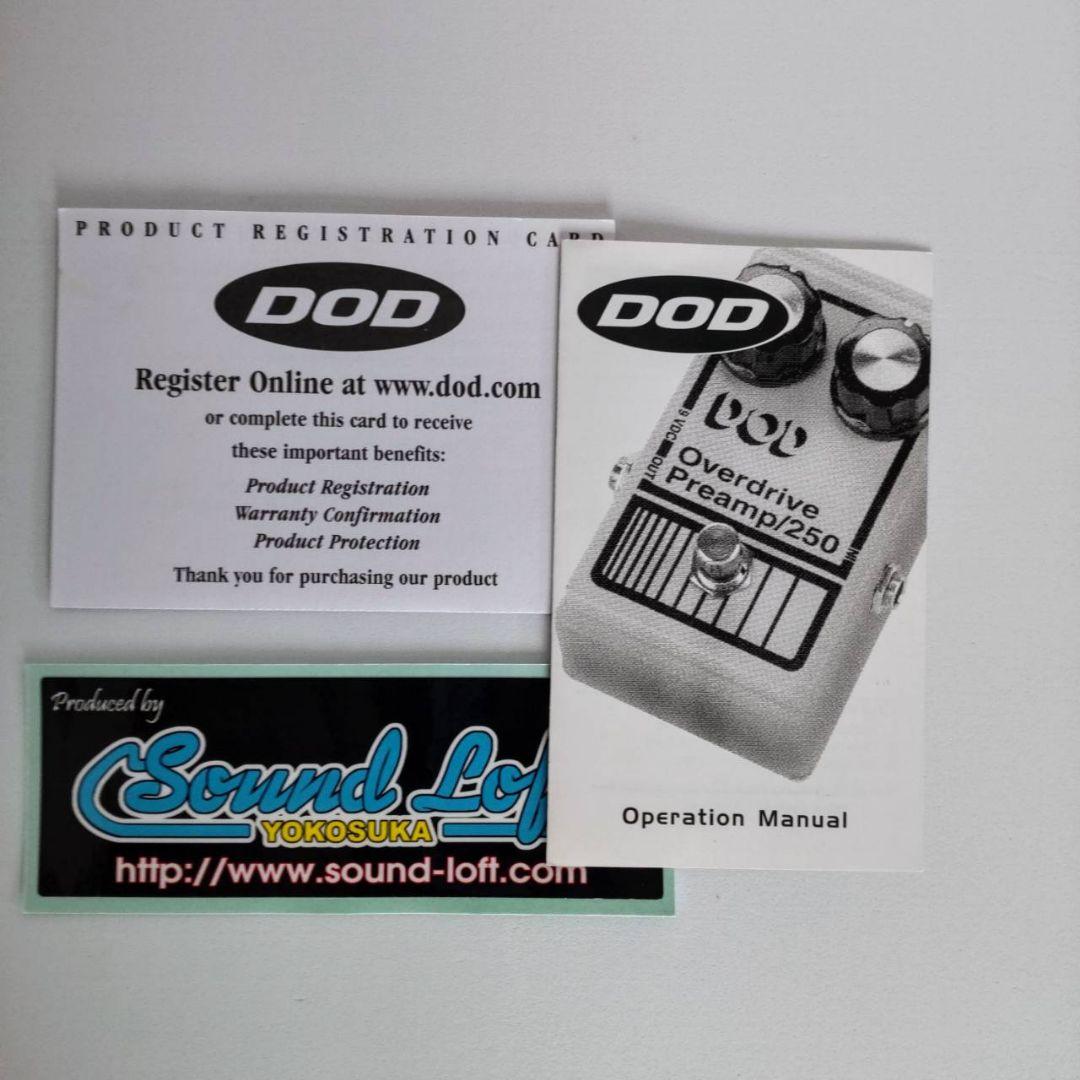 PRODUCT REGISTRATION CARD
DOD
Register Online at www.dod.com
or complete this card to receive
these important benefits:
Product Registration
Warranty Confirmation
Product Protection
Thank you for purchasing our product
DOD
DOD
9 VDC
OUT
Overdrive
Preamp/250
IN
Operation Manual
Produced by
Sound Lof
YOKOSUKA
http://www.sound-loft.com